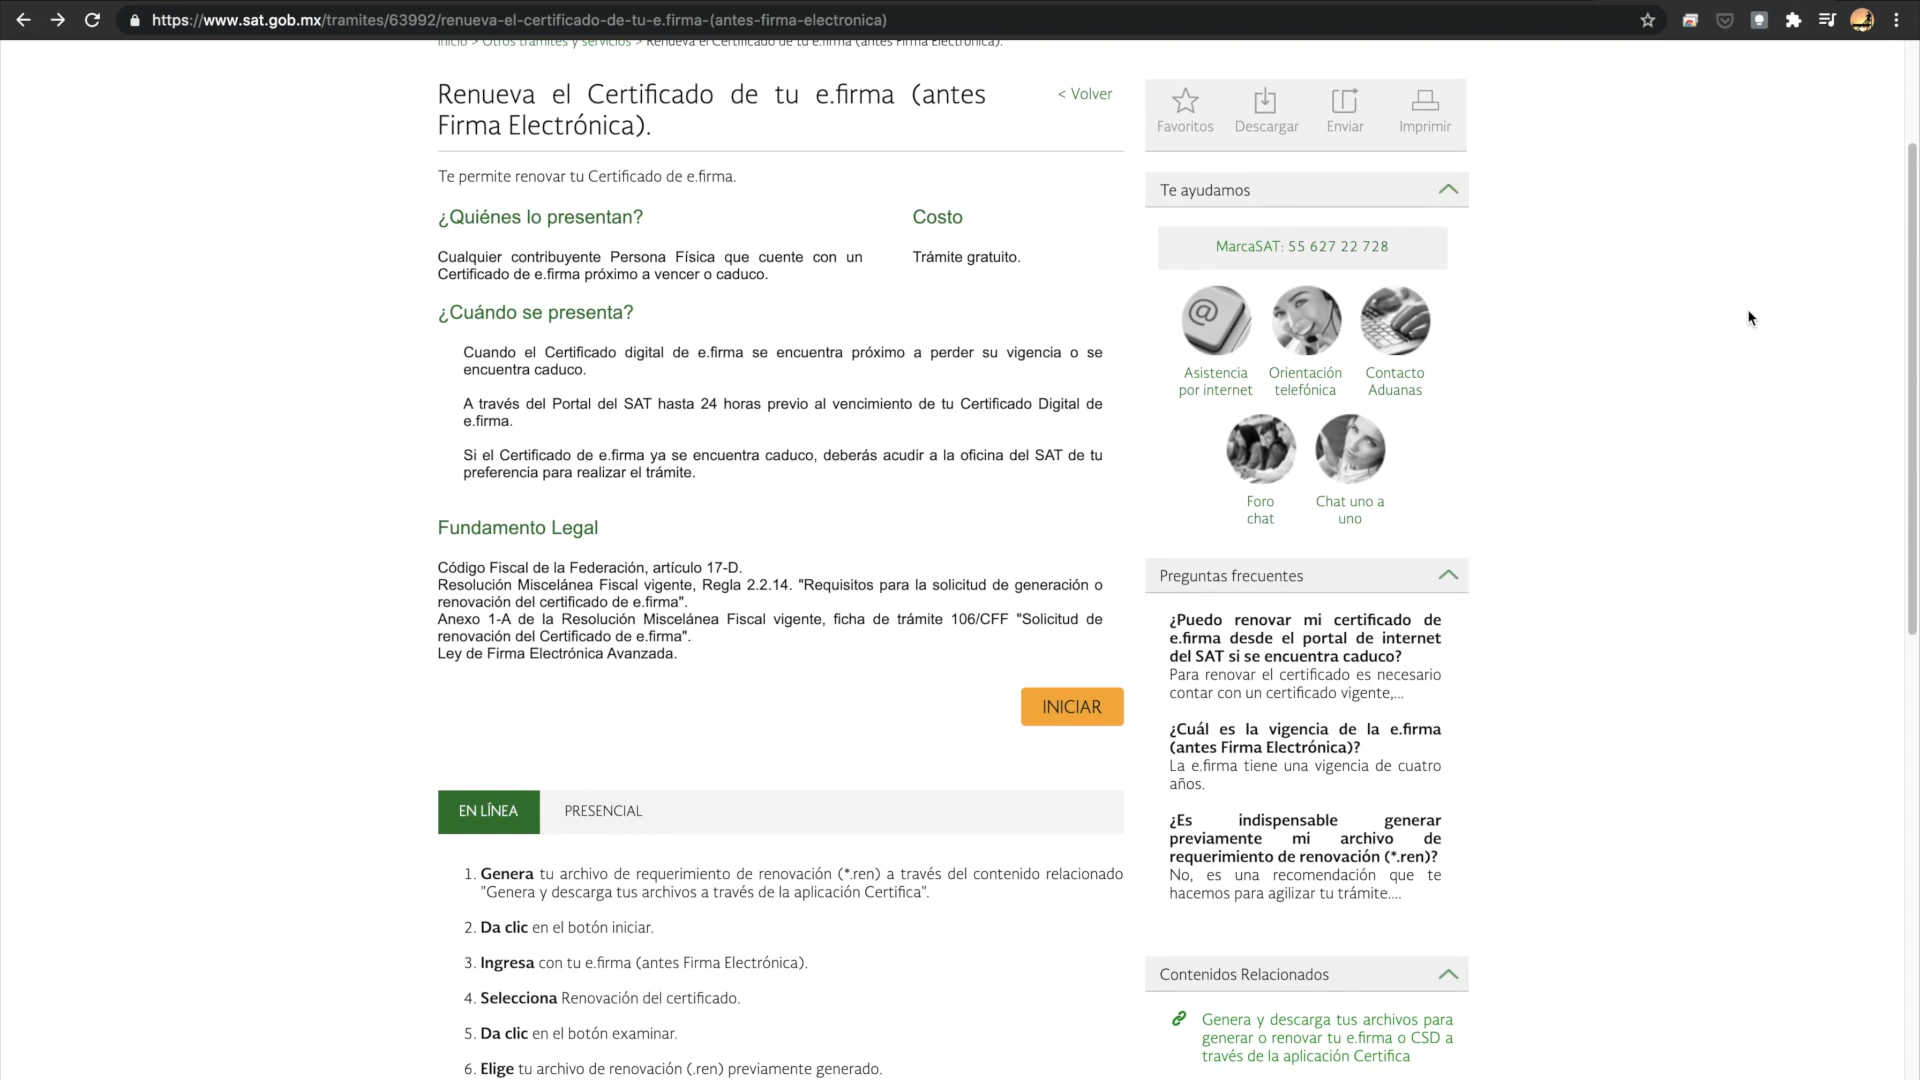 https://www.sat.gob.mx/tramites/63992/renueva-el-certificado-de-tu-e.firma-(antes-firma-electronica)
Inicio > Otros trámites y servicios > Renueva el Certificado de tu e.firma (antes Firma Electrónica).
Renueva el Certificado de tu e.firma (antes
Firma Electrónica).
< Volver
Te permite renovar tu Certificado de e.firma.
¿Quiénes lo presentan?
Cualquier contribuyente Persona Física que cuente con un
Certificado de e.firma próximo a vencer o caduco.
Costo
Trámite gratuito.
¿Cuándo se presenta?
Cuando el Certificado digital de e.firma se encuentra próximo a perder su vigencia o se
encuentra caduco.
A través del Portal del SAT hasta 24 horas previo al vencimiento de tu Certificado Digital de
e.firma.
Si el Certificado de e.firma ya se encuentra caduco, deberás acudir a la oficina del SAT de tu
preferencia para realizar el trámite.
Fundamento Legal
Código Fiscal de la Federación, artículo 17-D.
Resolución Miscelánea Fiscal vigente, Regla 2.2.14. "Requisitos para la solicitud de generación o
renovación del certificado de e.firma".
Anexo 1-A de la Resolución Miscelánea Fiscal vigente, ficha de trámite 106/CFF "Solicitud de
renovación del Certificado de e.firma".
Ley de Firma Electrónica Avanzada.
INICIAR
EN LÍNEA
PRESENCIAL
1. Genera tu archivo de requerimiento de renovación (*.ren) a través del contenido relacionado
"Genera y descarga tus archivos a través de la aplicación Certifica".
2. Da clic en el botón iniciar.
3. Ingresa con tu e.firma (antes Firma Electrónica).
4. Selecciona Renovación del certificado.
5. Da clic en el botón examinar.
6. Elige tu archivo de renovación (.ren) previamente generado.
Favoritos
Descargar
Enviar
Imprimir
Te ayudamos
MarcaSAT: 55 627 22 728
@
Asistencia
por internet
Orientación
telefónica
Contacto
Aduanas
Foro
chat
Chat uno a
uno
Preguntas frecuentes
¿Puedo renovar mi certificado de
e.firma desde el portal de internet
del SAT si se encuentra caduco?
Para renovar el certificado es necesario
contar con un certificado vigente,...
¿Cuál es la vigencia de la e.firma
(antes Firma Electrónica)?
La e.firma tiene una vigencia de cuatro
años.
¿Es indispensable generar
previamente mi archivo de
requerimiento de renovación (*.ren)?
No, es una recomendación que te
hacemos para agilizar tu trámite....
Contenidos Relacionados
Genera y descarga tus archivos para
generar o renovar tu e.firma o CSD a
través de la aplicación Certifica